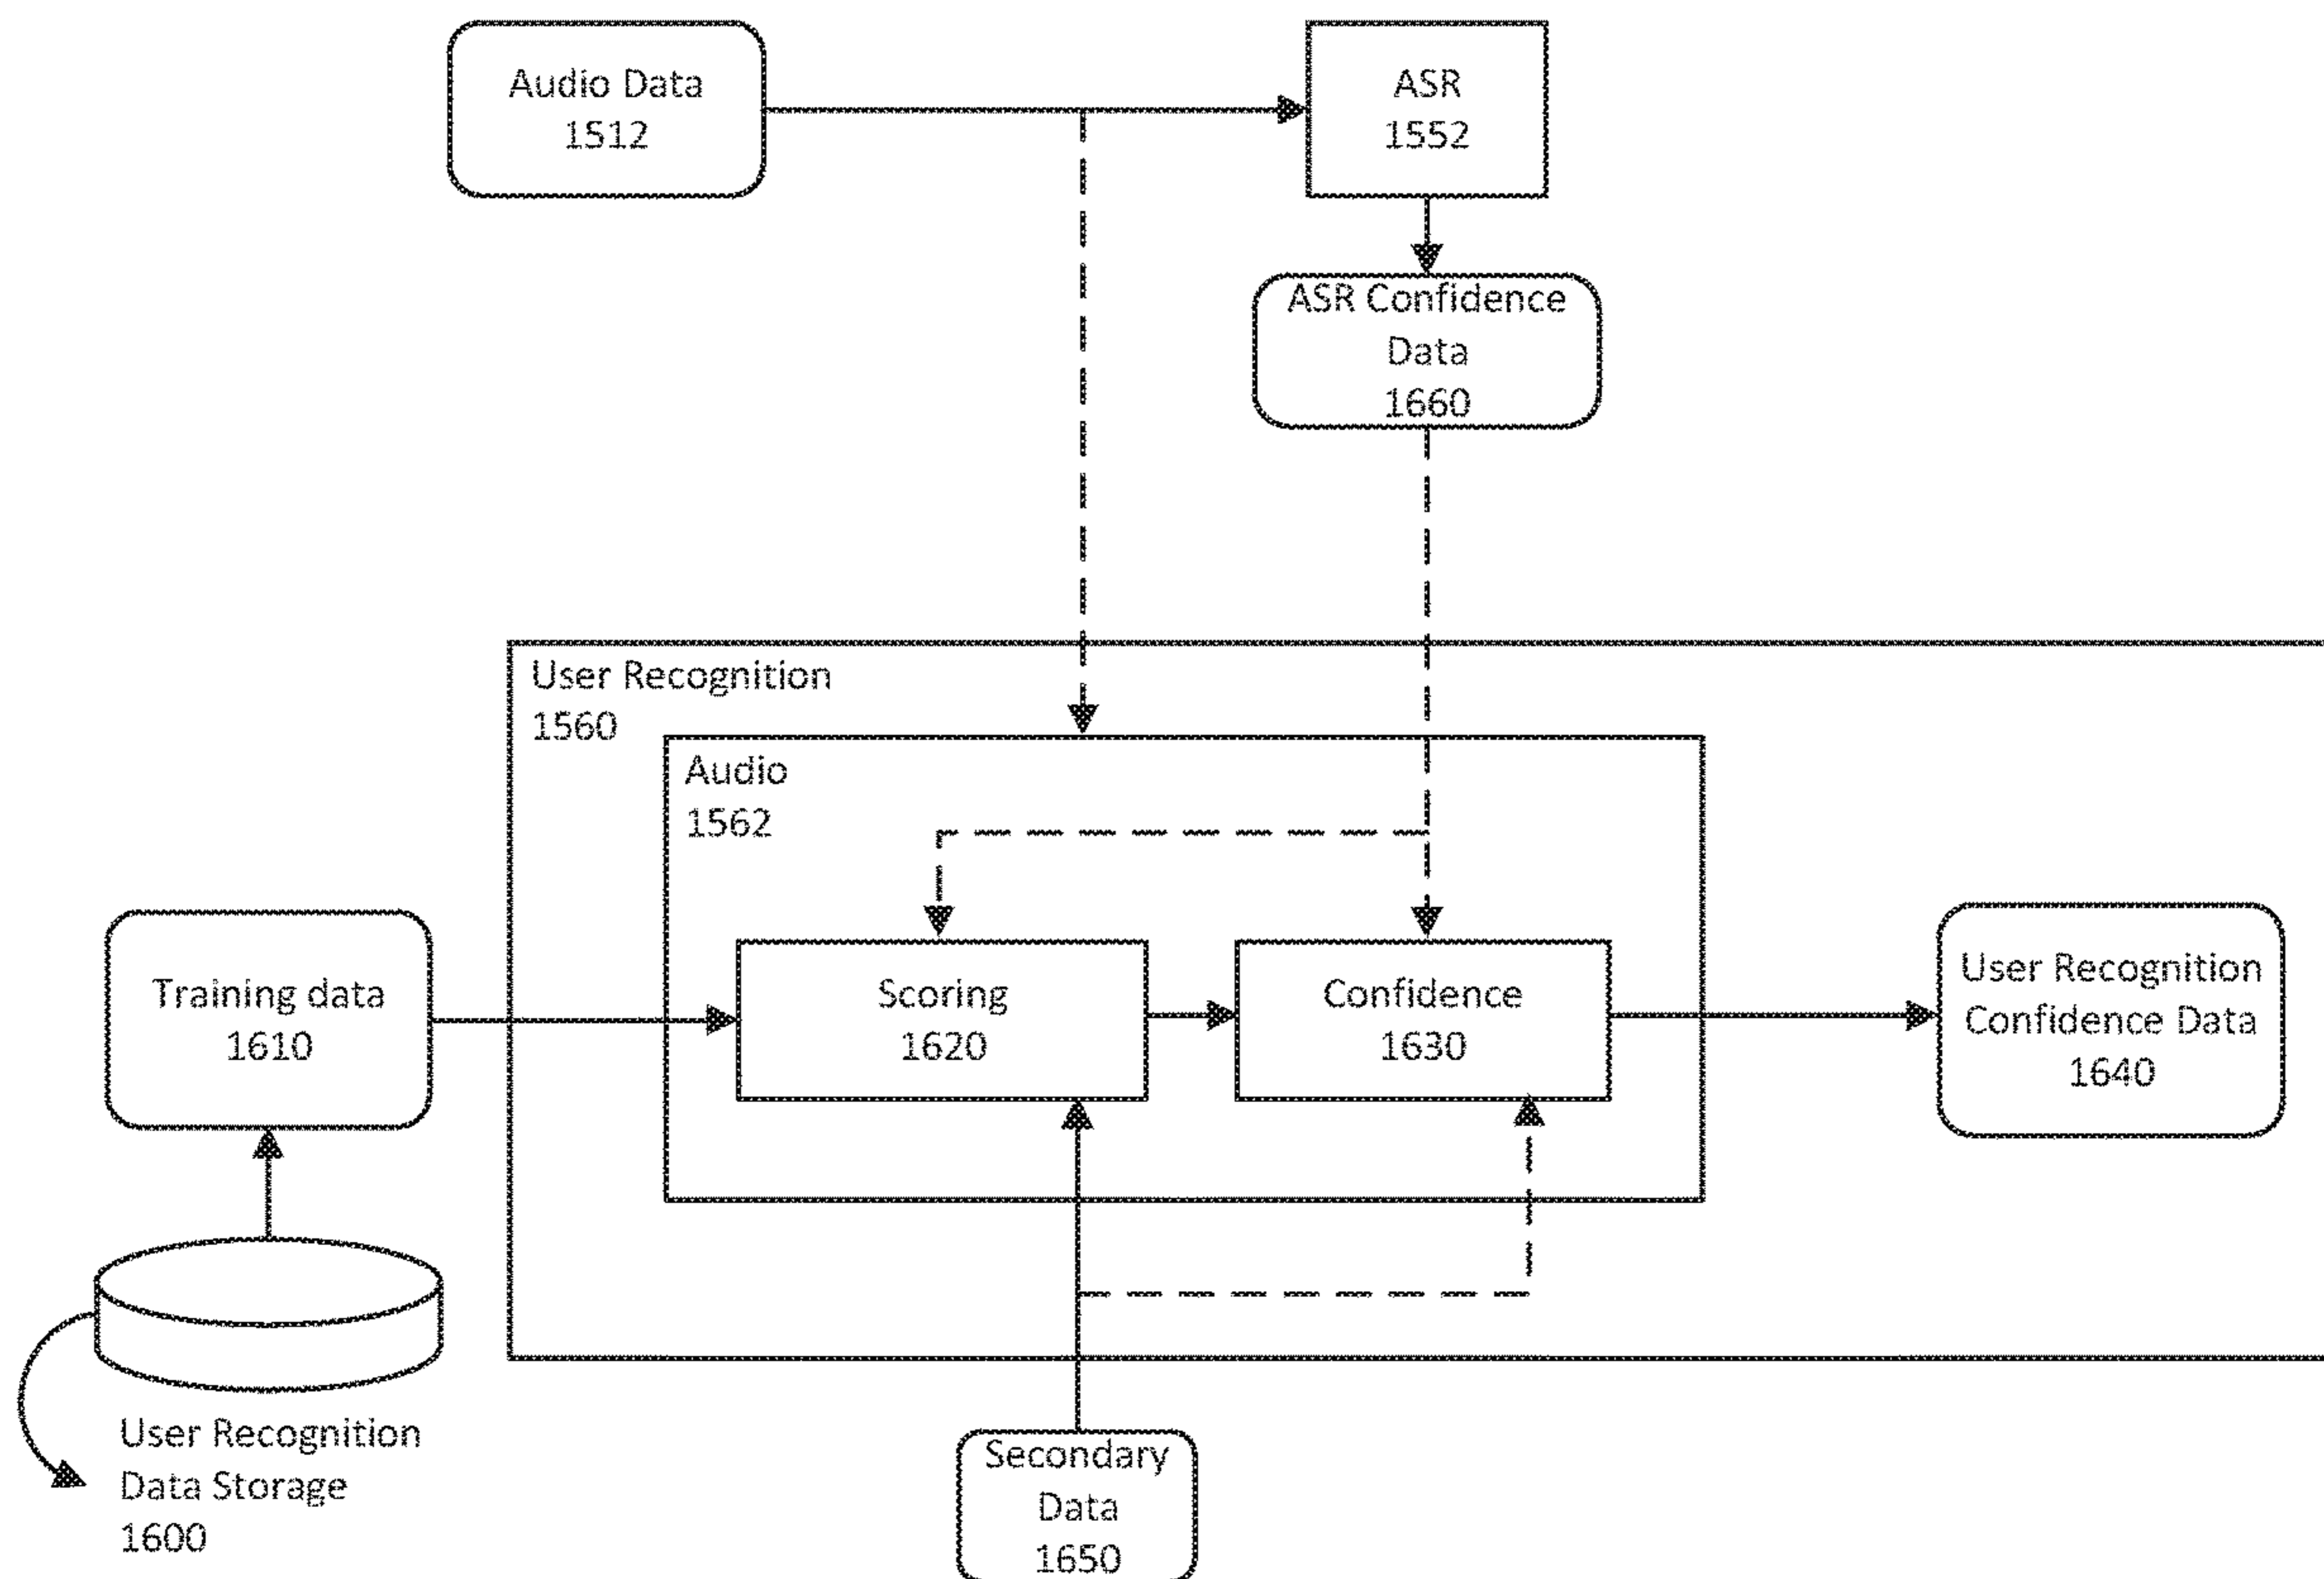 Audio Data
1512
ASR
1552
ASR Confidence
Data
1660
User Recognition
1560
Audio
1562
Training data
1610
Scoring
1620
Confidence
1630
User Recognition
Confidence Data
1640
User Recognition
Data Storage
1600
Secondary
Data
1650